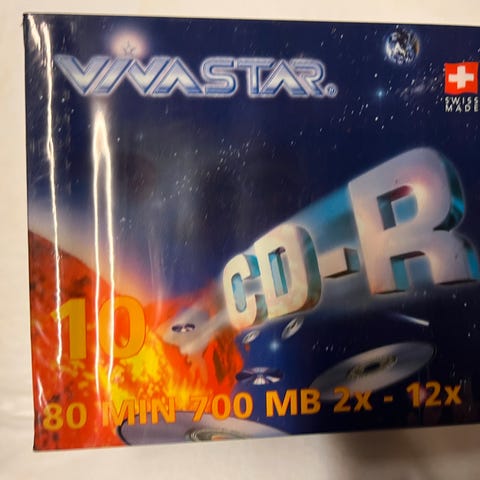 VIVASTAR®
SWISS
MADE
CD-R
10
80 MIN 700 MB 2x - 12x